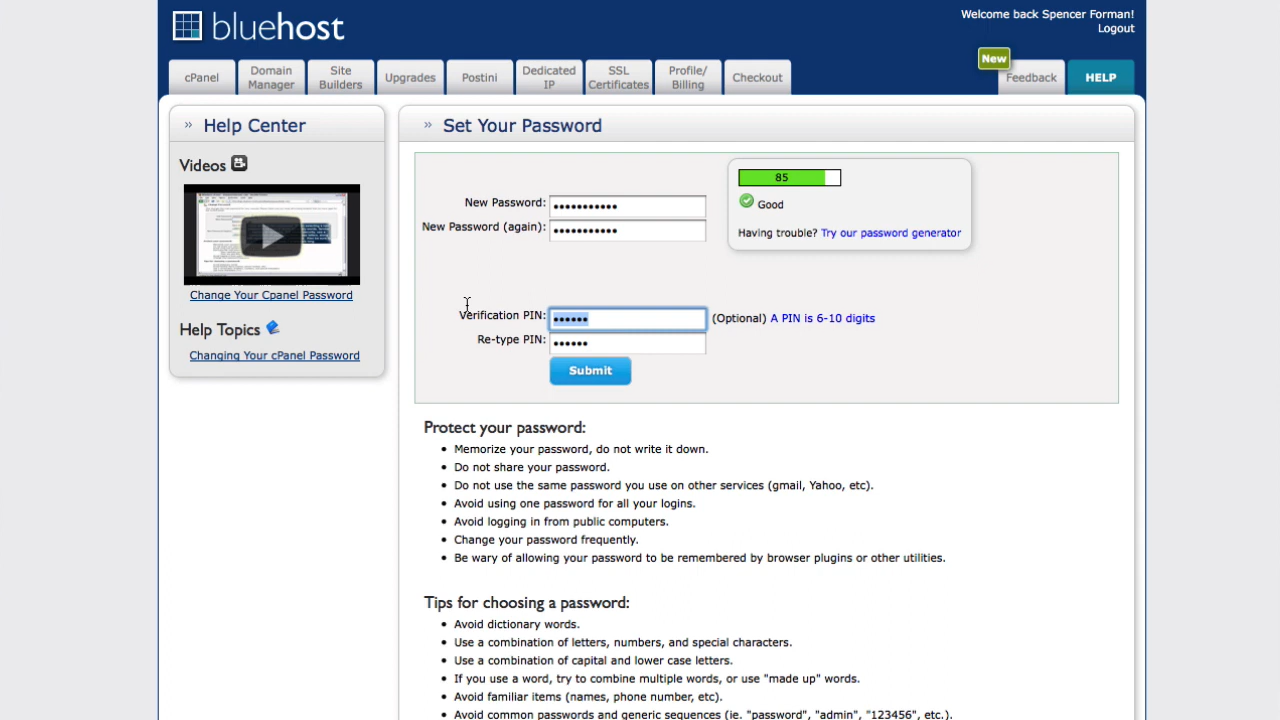 bluehost
Welcome back Spencer Forman!
Logout
cPanel
Domain
Manager
Site
Builders
Upgrades
Postini
Dedicated
IP
SSL
Certificates
Profile/
Billing
Checkout
New
Feedback
HELP
» Help Center
Videos
Change Your Cpanel Password
Help Topics
Changing Your cPanel Password
» Set Your Password
New Password: •••••••••••
New Password (again): •••••••••••
85
Good
Having trouble? Try our password generator
Verification PIN: •••••• (Optional) A PIN is 6-10 digits
Re-type PIN: ••••••
Submit
Protect your password:
• Memorize your password, do not write it down.
• Do not share your password.
• Do not use the same password you use on other services (gmail, Yahoo, etc).
• Avoid using one password for all your logins.
• Avoid logging in from public computers.
• Change your password frequently.
• Be wary of allowing your password to be remembered by browser plugins or other utilities.
Tips for choosing a password:
• Avoid dictionary words.
• Use a combination of letters, numbers, and special characters.
• Use a combination of capital and lower case letters.
• If you use a word, try to combine multiple words, or use "made up" words.
• Avoid familiar items (names, phone number, etc).
• Avoid common passwords and generic sequences (ie. "password", "admin", "123456", etc.).